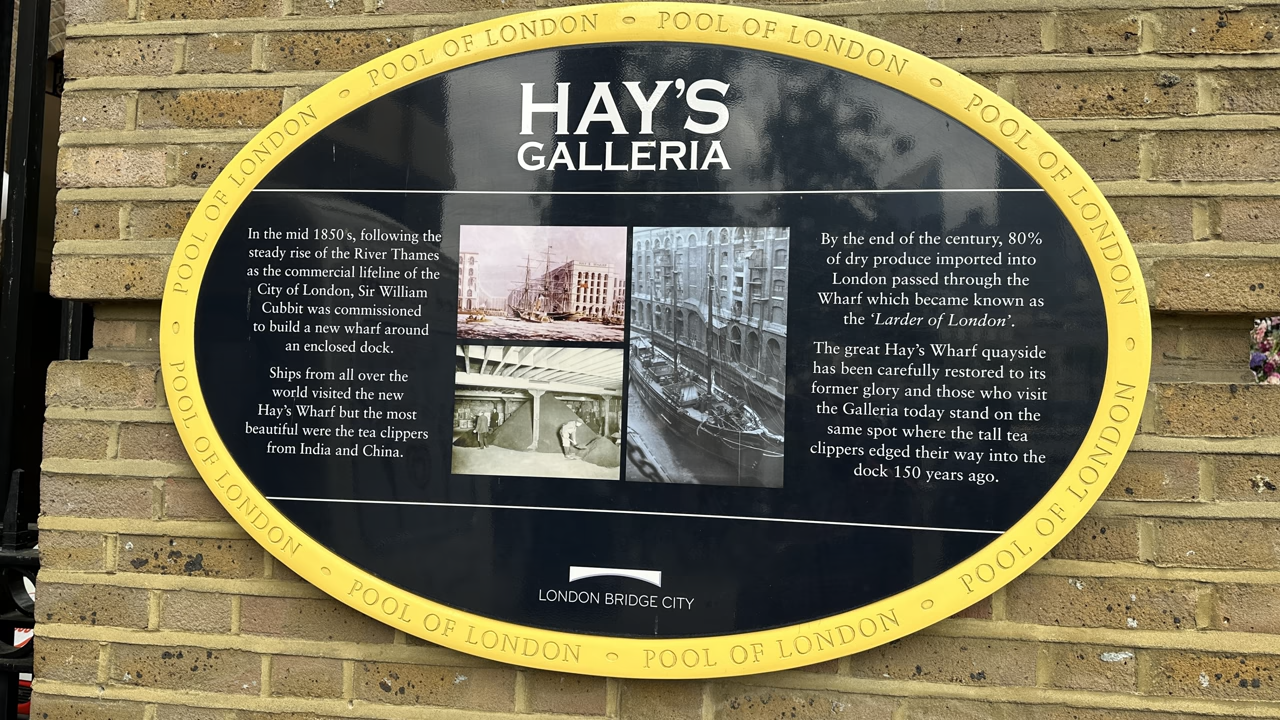 POOL OF LONDON • POOL OF LONDON • POOL OF LONDON • POOL OF LONDON • POOL OF LONDON • POOL OF LONDON • POOL OF LONDON • POOL OF LONDON • POOL OF LONDON • POOL OF LONDON •
HAY'S
GALLERIA
In the mid 1850's, following the
steady rise of the River Thames
as the commercial lifeline of the
City of London, Sir William
Cubbit was commissioned
to build a new wharf around
an enclosed dock.
Ships from all over the
world visited the new
Hay's Wharf but the most
beautiful were the tea clippers
from India and China.
By the end of the century, 80%
of dry produce imported into
London passed through the
Wharf which became known as
the 'Larder of London'.
The great Hay's Wharf quayside
has been carefully restored to its
former glory and those who visit
the Galleria today stand on the
same spot where the tall tea
clippers edged their way into the
dock 150 years ago.
LONDON BRIDGE CITY